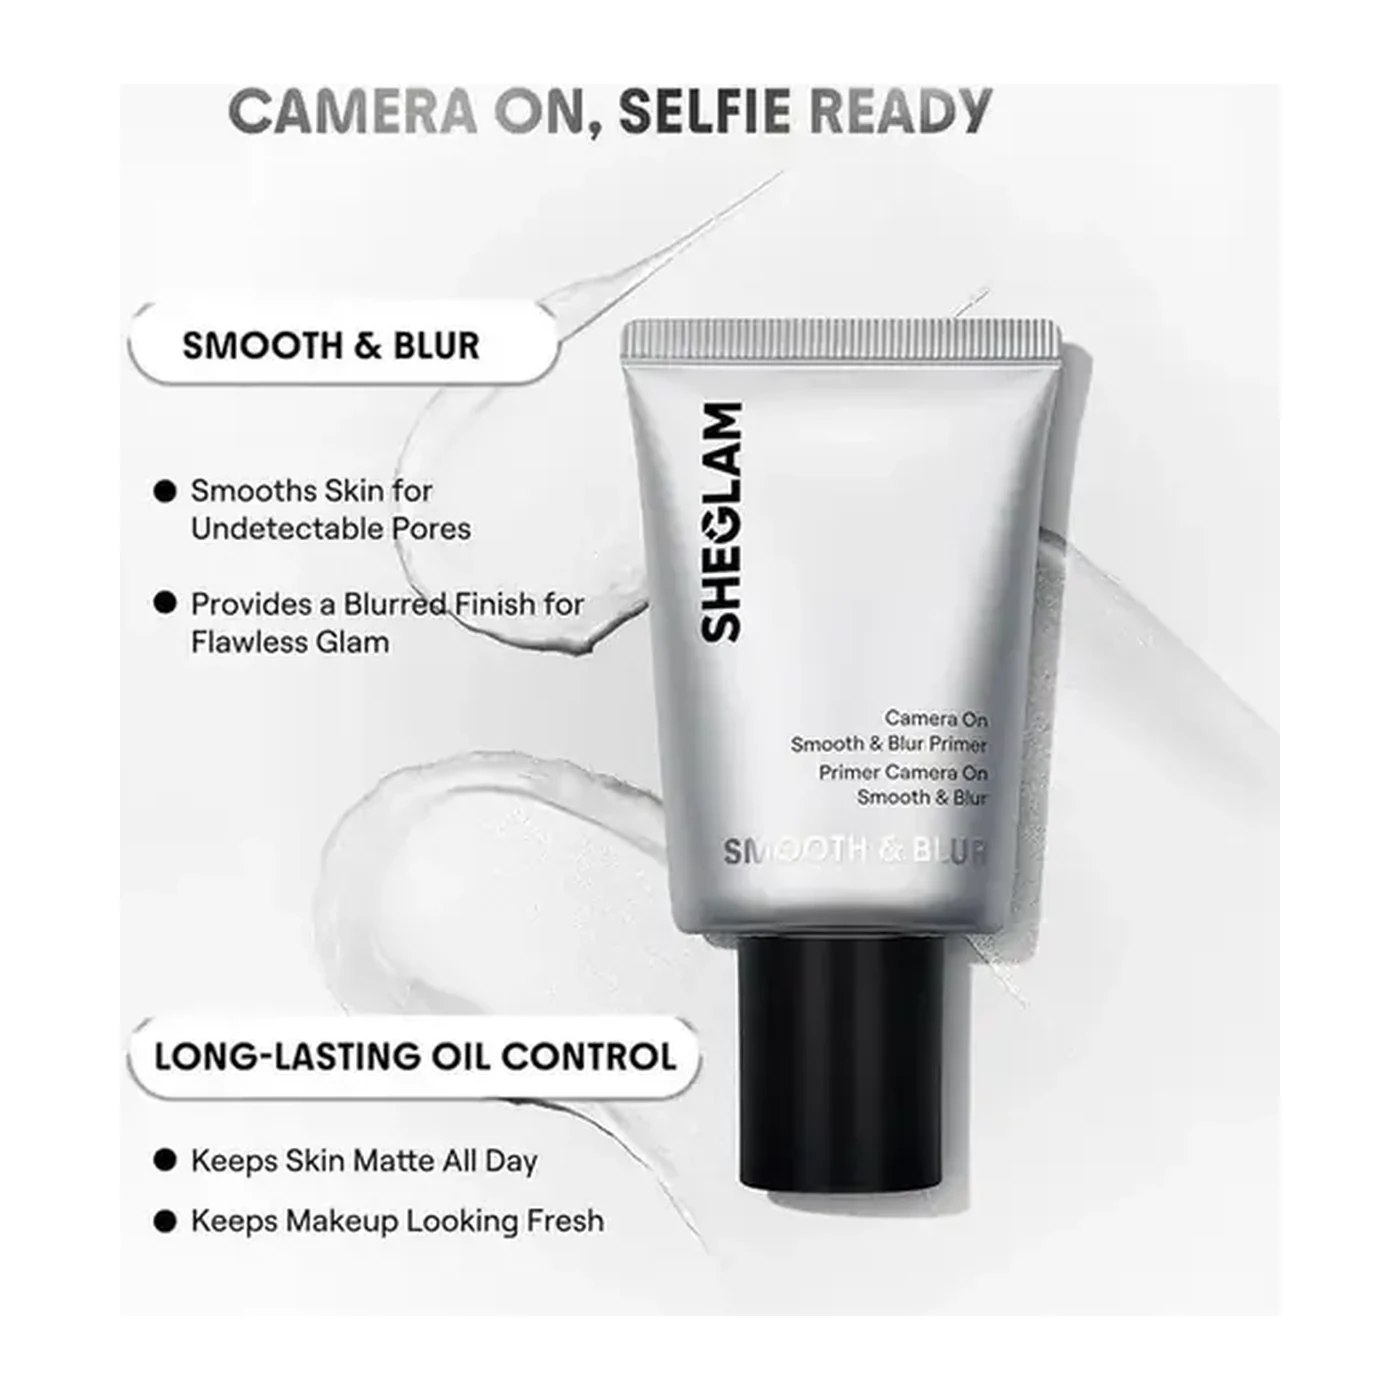 CAMERA ON, SELFIE READY
SMOOTH & BLUR
Smooths Skin for
Undetectable Pores
Provides a Blurred Finish for
Flawless Glam
SHEGLAM
Camera On
Smooth & Blur Primer
Primer Camera On
Smooth & Blur
SMOOTH & BLUR
LONG-LASTING OIL CONTROL
Keeps Skin Matte All Day
Keeps Makeup Looking Fresh